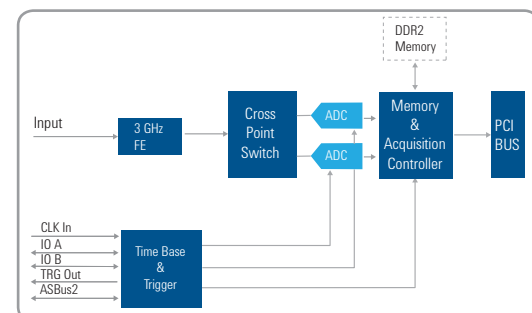 DDR2
Memory
Input
3 GHz
FE
Cross
Point
Switch
ADC
ADC
Memory
&
Acquisition
Controller
PCI
BUS
CLK In
IO A
IO B
TRG Out
ASBus2
Time Base
&
Trigger